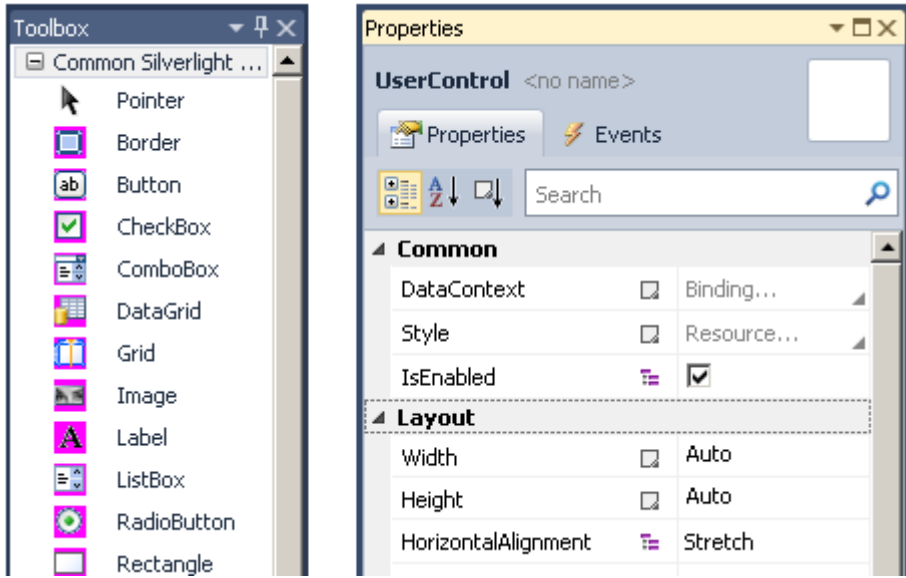 Toolbox
Common Silverlight ...
Pointer
Border
ab Button
CheckBox
ComboBox
DataGrid
Grid
Image
A Label
ListBox
RadioButton
Rectangle
Properties
UserControl <no name>
Properties Events
A Z Search
Common
DataContext Binding...
Style Resource...
IsEnabled
Layout
Width Auto
Height Auto
HorizontalAlignment Stretch